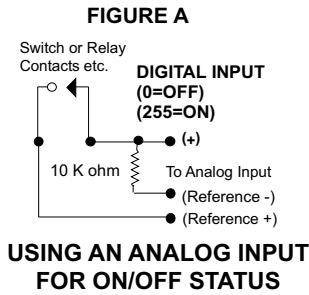 FIGURE A
Switch or Relay
Contacts etc.
DIGITAL INPUT
(0=OFF)
(255=ON)
(+)
10 K ohm
To Analog Input
(Reference -)
(Reference +)
USING AN ANALOG INPUT
FOR ON/OFF STATUS